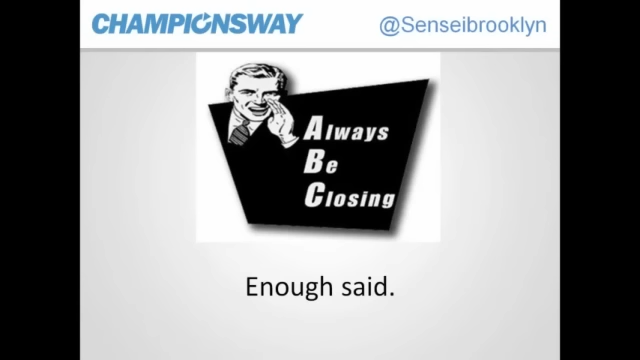 CHAMPIONSWAY
@Senseibrooklyn
Always
Be
Closing
Enough said.